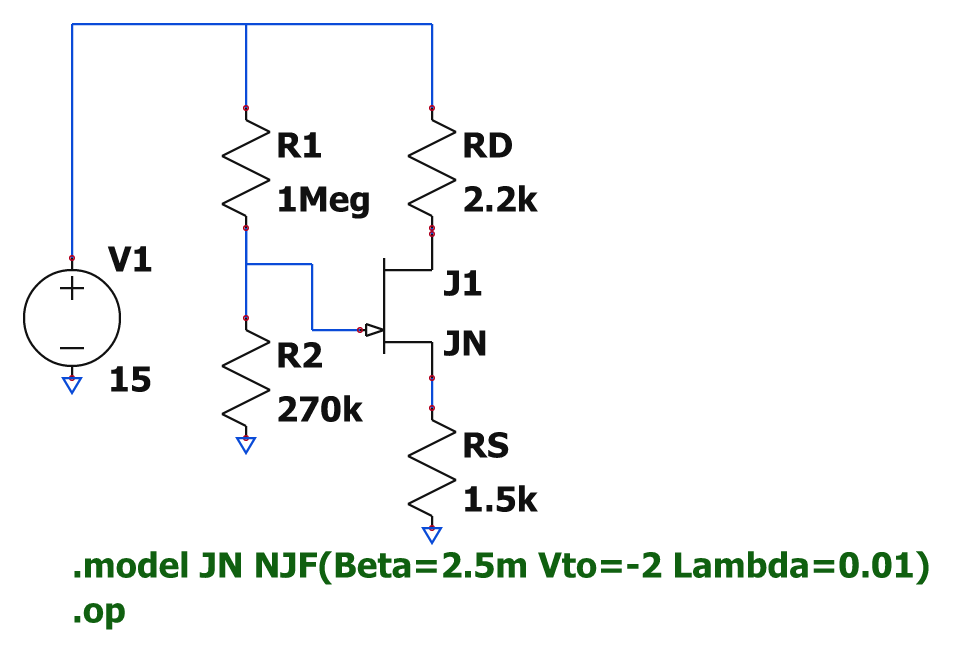 R1
1Meg
RD
2.2k
V1
15
J1
JN
R2
270k
RS
1.5k
.model JN NJF(Beta=2.5m Vto=-2 Lambda=0.01)
.op